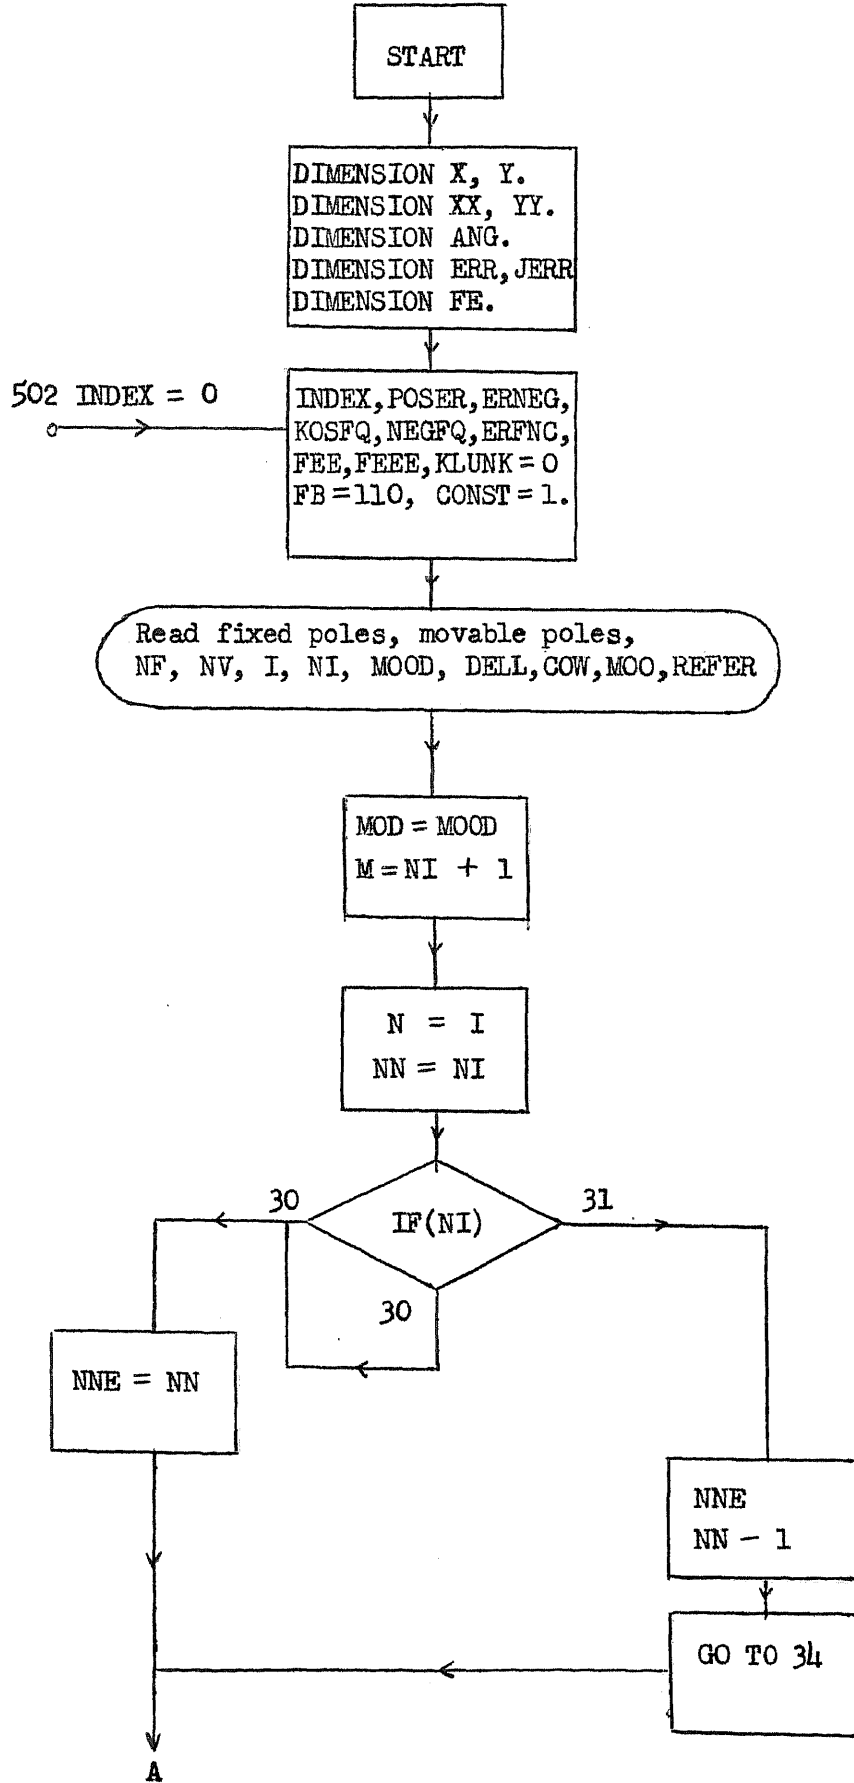 START
DIMENSION X, Y.
DIMENSION XX, YY.
DIMENSION ANG.
DIMENSION ERR, JERR
DIMENSION FE.
502 INDEX = 0
INDEX, POSER, ERNEG,
KOSFQ, NEGFQ, ERFNC,
FEE, FEEE, KLUNK = 0
FB = 110, CONST = 1.
Read fixed poles, movable poles,
NF, NV, I, NI, MOOD, DELL, COW, MOO, REFER
MOD = MOOD
M = NI + 1
N = I
NN = NI
30
IF(NI)
31
30
NNE = NN
NNE
NN - 1
GO TO 34
A